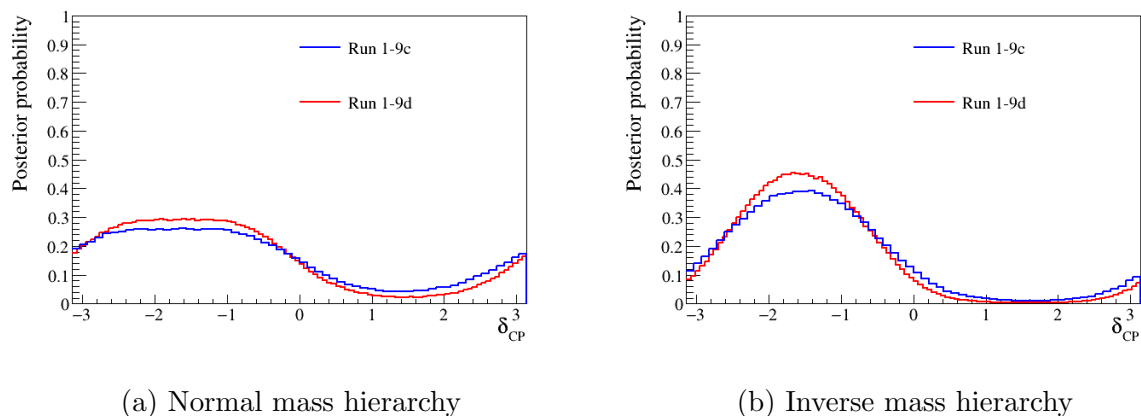 Posterior probability
1
0.9
0.8
0.7
0.6
0.5
0.4
0.3
0.2
0.1
0
Run 1-9c
Run 1-9d
−3 −2 −1 0 1 2 3
δCP
(a) Normal mass hierarchy
Posterior probability
1
0.9
0.8
0.7
0.6
0.5
0.4
0.3
0.2
0.1
0
Run 1-9c
Run 1-9d
−3 −2 −1 0 1 2 3
δCP
(b) Inverse mass hierarchy